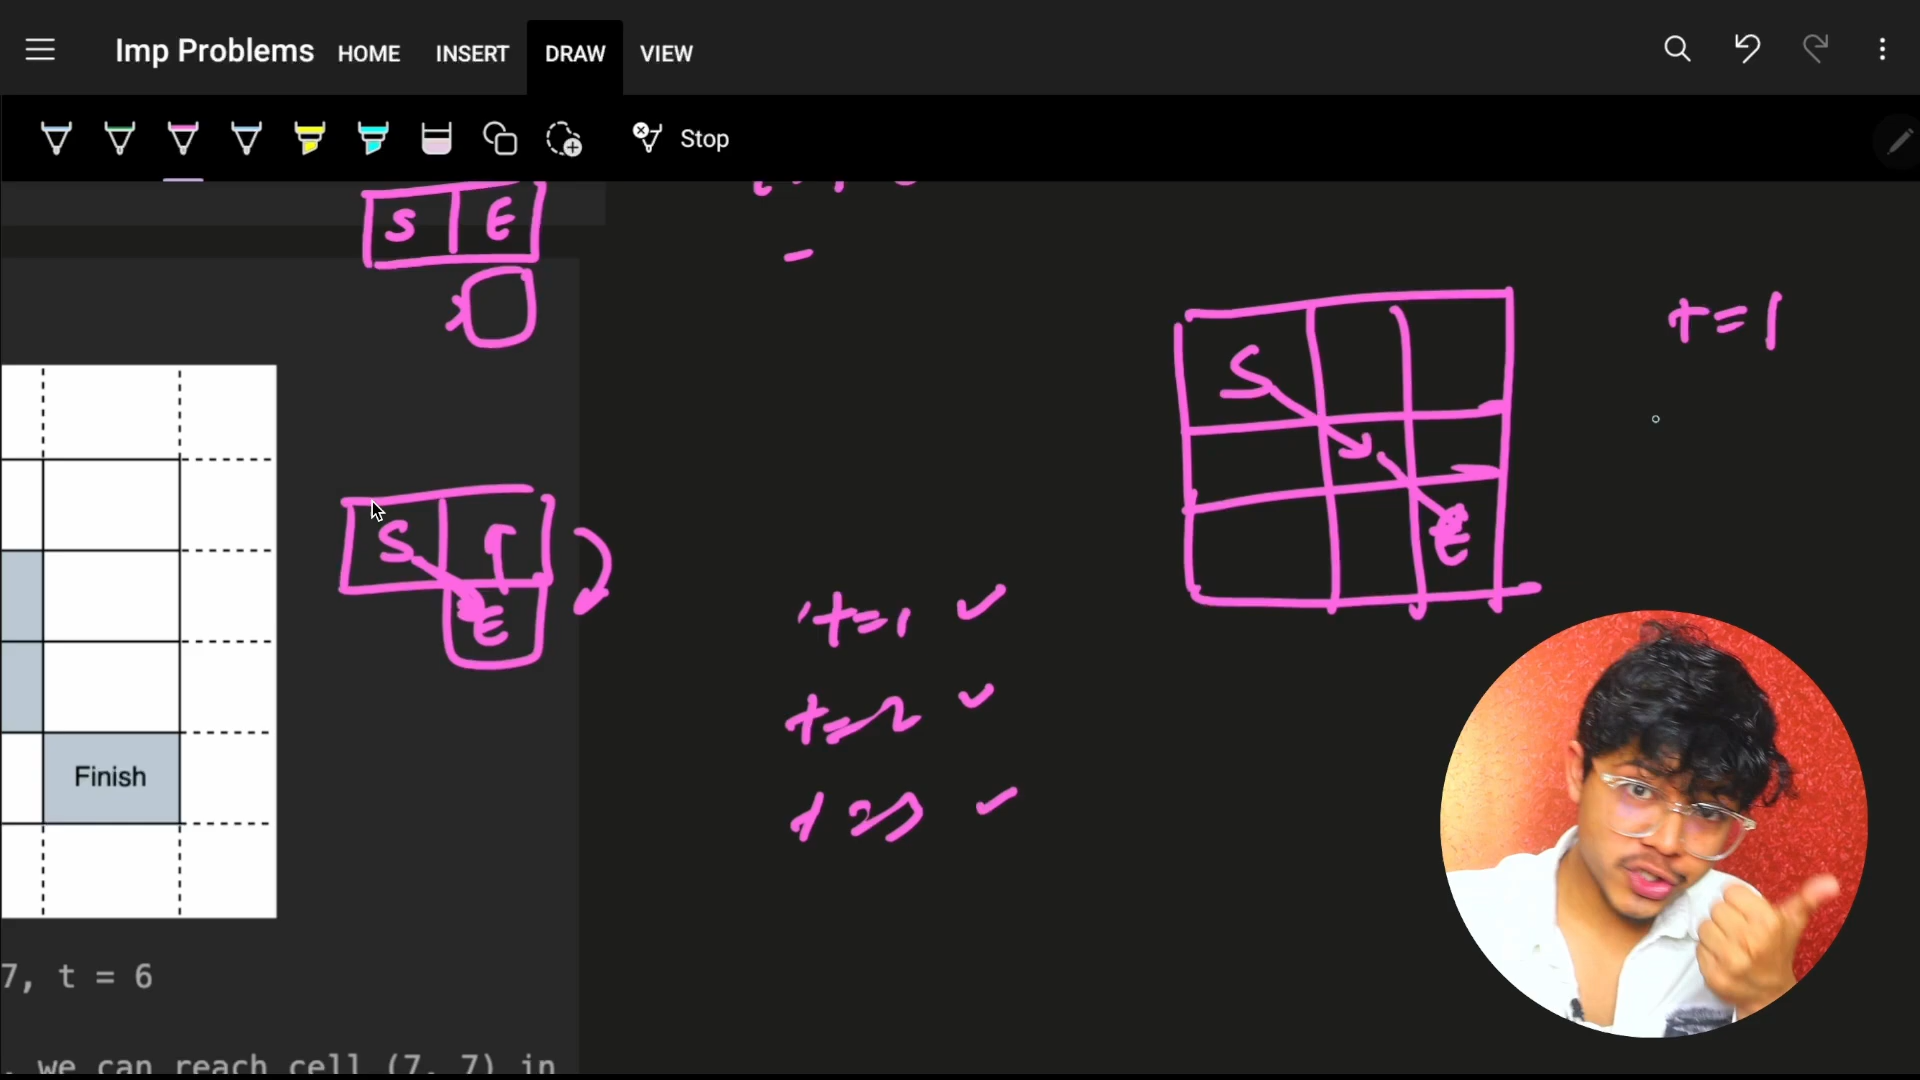 Imp Problems HOME INSERT DRAW VIEW
Stop
S E
t=1
S
S
E
E
t=1 ✓
t=2 ✓
Finish
7, t = 6
we can reach cell (7, 7) in